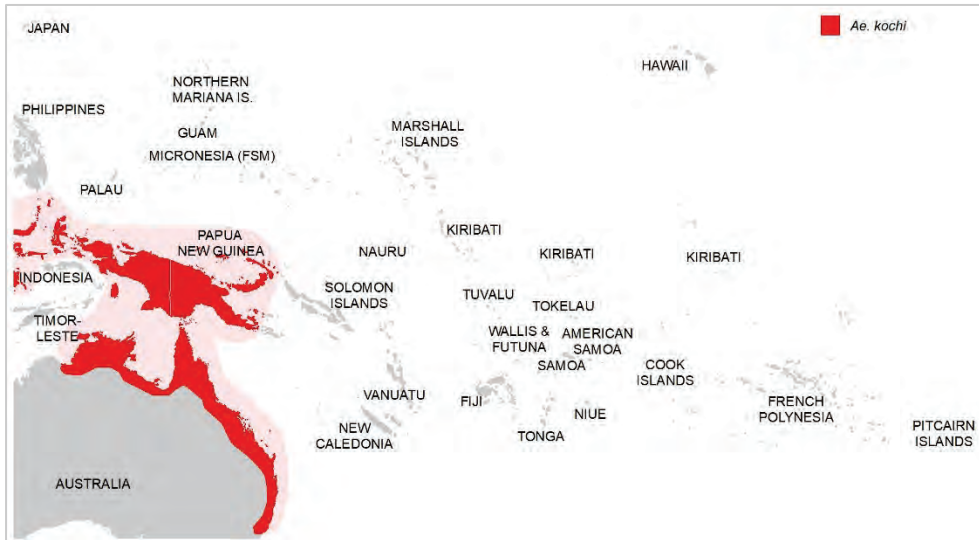 JAPAN
Ae. kochi
HAWAII
NORTHERN
MARIANA IS.
PHILIPPINES
GUAM
MARSHALL
ISLANDS
MICRONESIA (FSM)
PALAU
KIRIBATI
PAPUA
NEW GUINEA
NAURU
KIRIBATI
KIRIBATI
INDONESIA
SOLOMON
ISLANDS
TUVALU
TOKELAU
TIMOR-
LESTE
WALLIS &
FUTUNA
AMERICAN
SAMOA
SAMOA
COOK
ISLANDS
VANUATU
FIJI
NIUE
FRENCH
POLYNESIA
NEW
CALEDONIA
TONGA
PITCAIRN
ISLANDS
AUSTRALIA